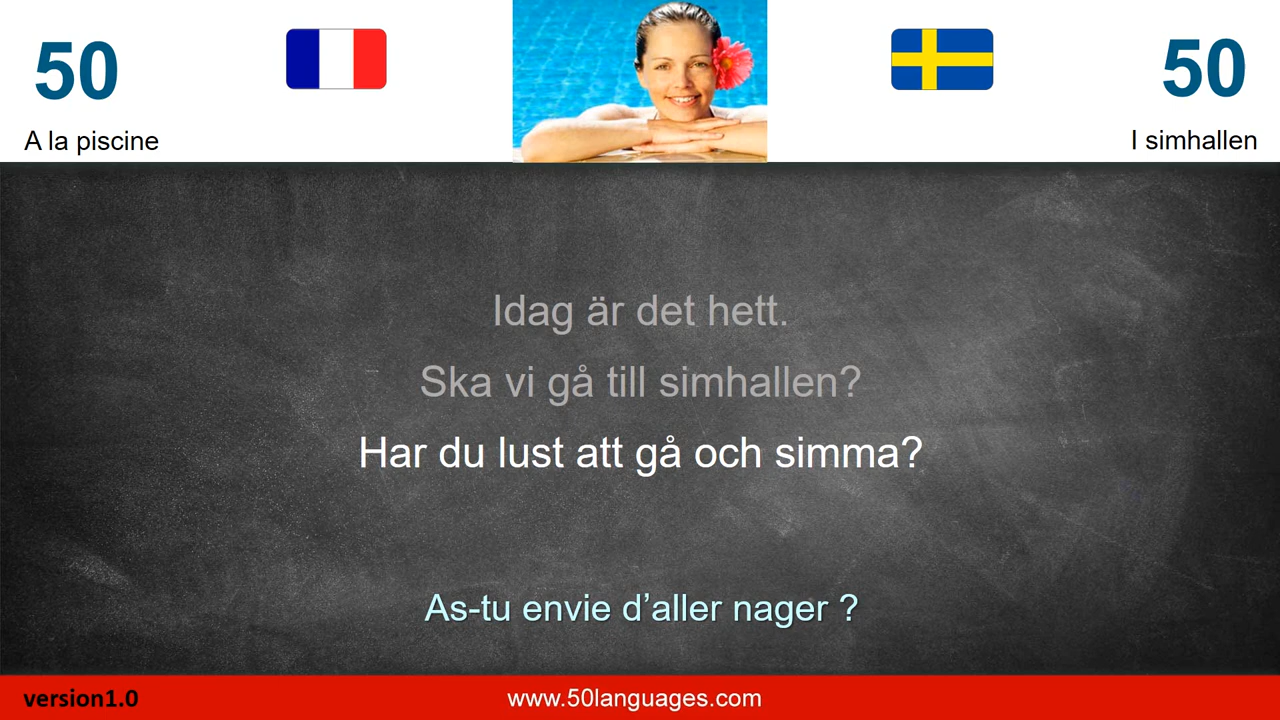 50
50
A la piscine
I simhallen
Idag är det hett.
Ska vi gå till simhallen?
Har du lust att gå och simma?
As-tu envie d’aller nager ?
version1.0
www.50languages.com